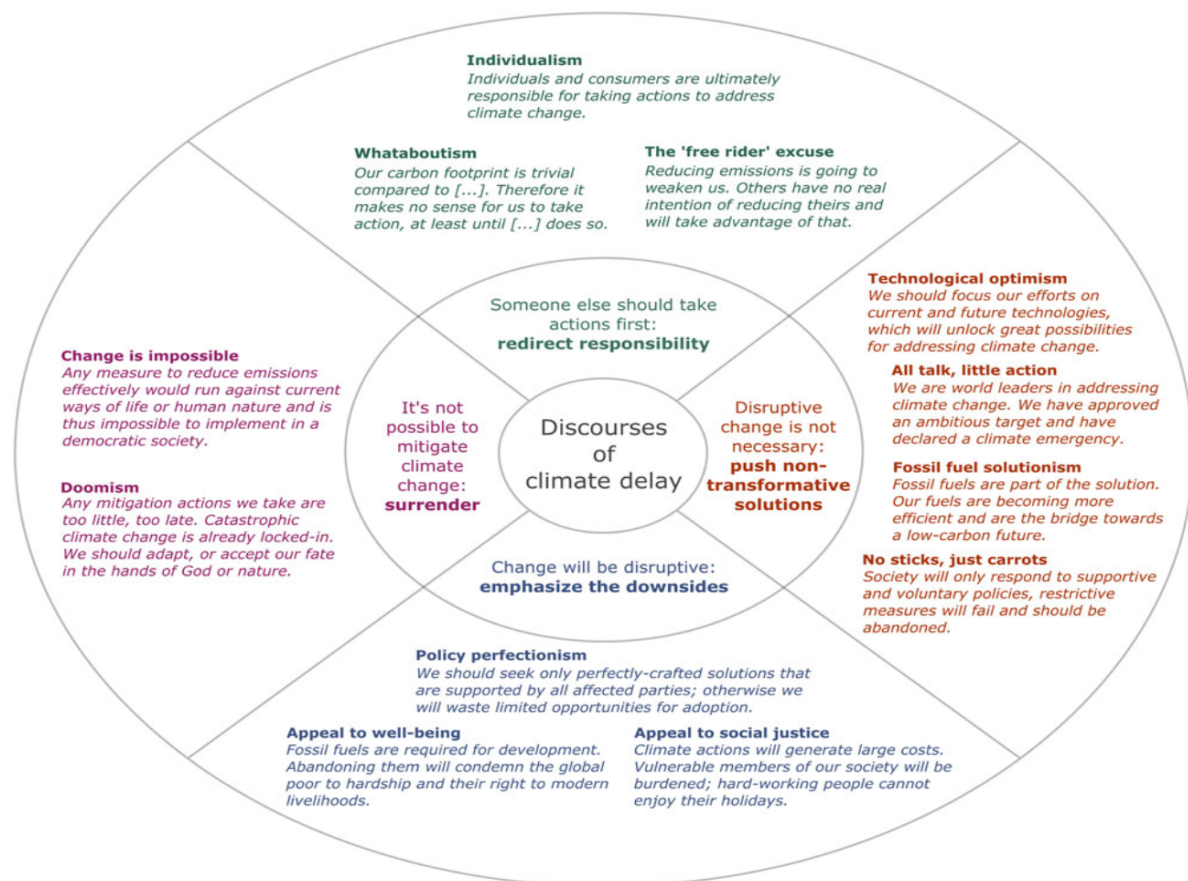 Individualism
Individuals and consumers are ultimately
responsible for taking actions to address
climate change.
Whataboutism
Our carbon footprint is trivial
compared to [...]. Therefore it
makes no sense for us to take
action, at least until [...] does so.
The 'free rider' excuse
Reducing emissions is going to
weaken us. Others have no real
intention of reducing theirs and
will take advantage of that.
Someone else should take
actions first:
redirect responsibility
Technological optimism
We should focus our efforts on
current and future technologies,
which will unlock great possibilities
for addressing climate change.
All talk, little action
We are world leaders in addressing
climate change. We have approved
an ambitious target and have
declared a climate emergency.
Fossil fuel solutionism
Fossil fuels are part of the solution.
Our fuels are becoming more
efficient and are the bridge towards
a low-carbon future.
No sticks, just carrots
Society will only respond to supportive
and voluntary policies, restrictive
measures will fail and should be
abandoned.
Change is impossible
Any measure to reduce emissions
effectively would run against current
ways of life or human nature and is
thus impossible to implement in a
democratic society.
Doomism
Any mitigation actions we take are
too little, too late. Catastrophic
climate change is already locked-in.
We should adapt, or accept our fate
in the hands of God or nature.
It's not
possible to
mitigate
climate
change:
surrender
Discourses
of
climate delay
Disruptive
change is not
necessary:
push non-
transformative
solutions
Change will be disruptive:
emphasize the downsides
Policy perfectionism
We should seek only perfectly-crafted solutions that
are supported by all affected parties; otherwise we
will waste limited opportunities for adoption.
Appeal to well-being
Fossil fuels are required for development.
Abandoning them will condemn the global
poor to hardship and their right to modern
livelihoods.
Appeal to social justice
Climate actions will generate large costs.
Vulnerable members of our society will be
burdened; hard-working people cannot
enjoy their holidays.